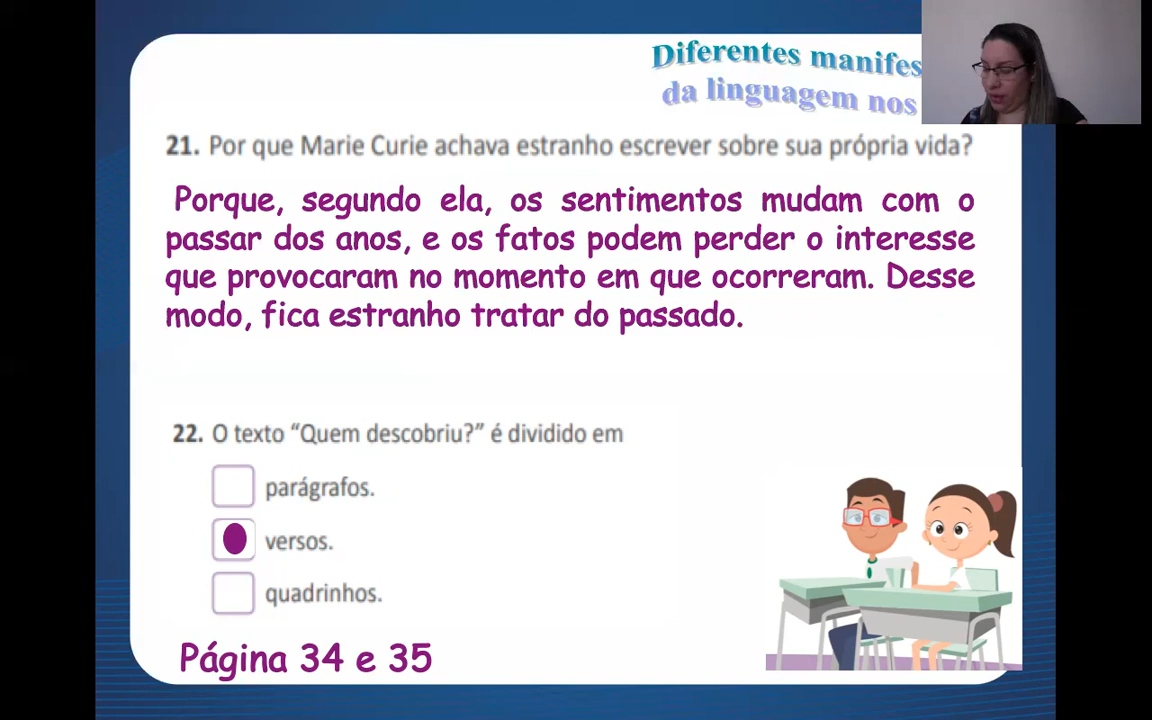 Diferentes manifes
da linguagem nos
21. Por que Marie Curie achava estranho escrever sobre sua própria vida?
Porque, segundo ela, os sentimentos mudam com o
passar dos anos, e os fatos podem perder o interesse
que provocaram no momento em que ocorreram. Desse
modo, fica estranho tratar do passado.
22. O texto “Quem descobriu?” é dividido em
parágrafos.
versos.
quadrinhos.
Página 34 e 35